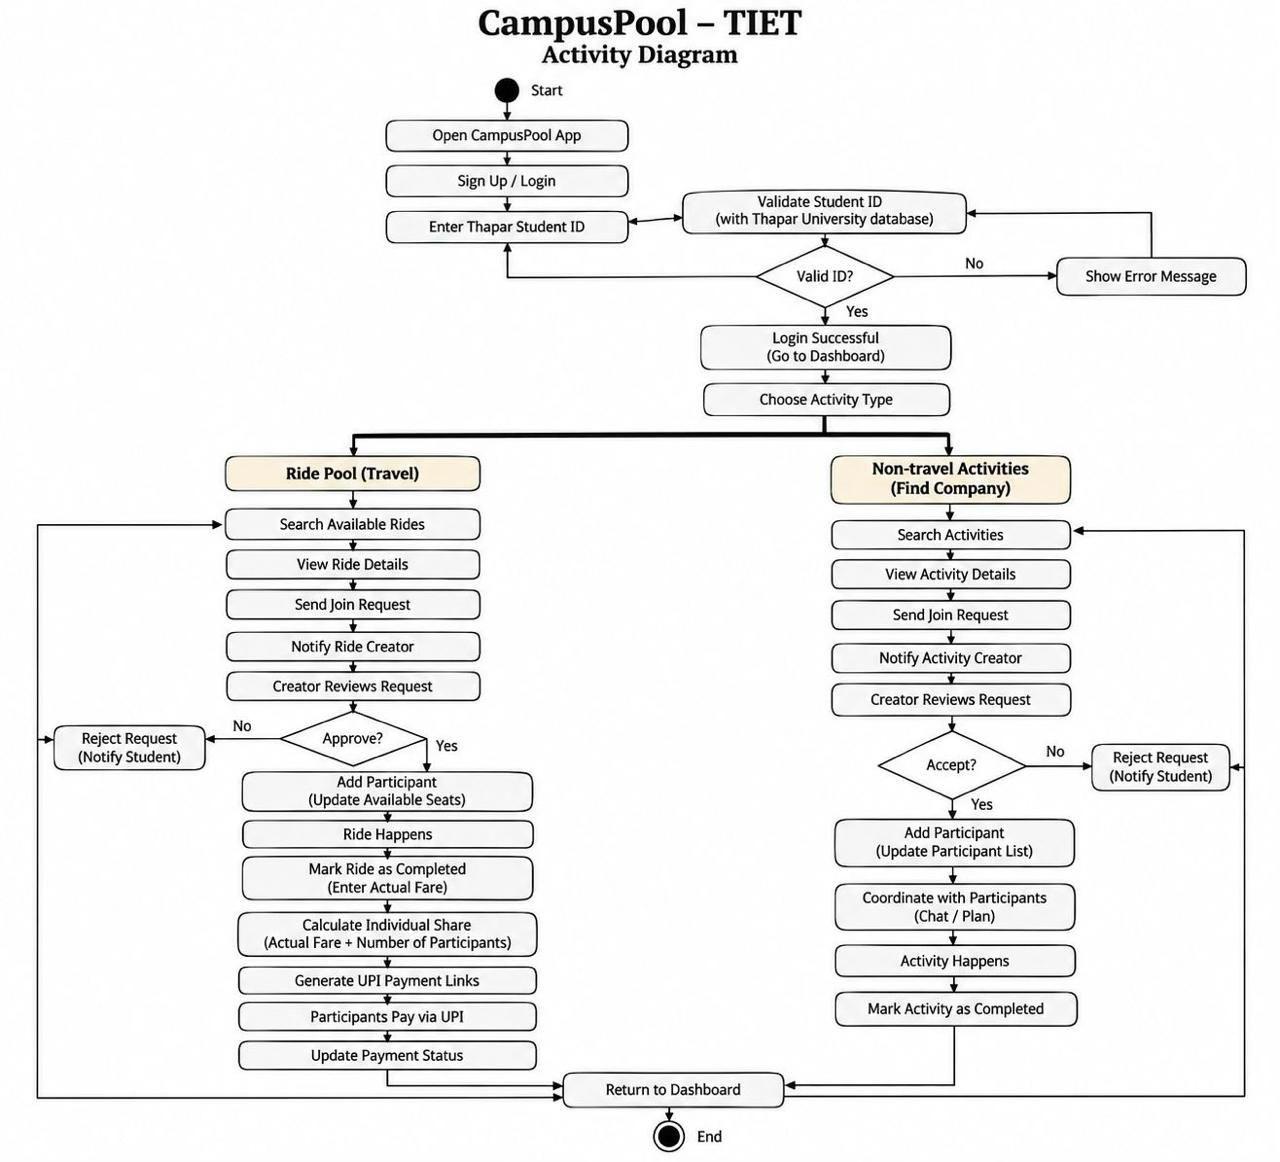 CampusPool – TIET
Activity Diagram
Start
Open CampusPool App
Sign Up / Login
Enter Thapar Student ID
Validate Student ID
(with Thapar University database)
Valid ID?
No
Show Error Message
Yes
Login Successful
(Go to Dashboard)
Choose Activity Type
Ride Pool (Travel)
Search Available Rides
View Ride Details
Send Join Request
Notify Ride Creator
Creator Reviews Request
Approve?
No
Reject Request
(Notify Student)
Yes
Add Participant
(Update Available Seats)
Ride Happens
Mark Ride as Completed
(Enter Actual Fare)
Calculate Individual Share
(Actual Fare + Number of Participants)
Generate UPI Payment Links
Participants Pay via UPI
Update Payment Status
Non-travel Activities
(Find Company)
Search Activities
View Activity Details
Send Join Request
Notify Activity Creator
Creator Reviews Request
Accept?
No
Reject Request
(Notify Student)
Yes
Add Participant
(Update Participant List)
Coordinate with Participants
(Chat / Plan)
Activity Happens
Mark Activity as Completed
Return to Dashboard
End